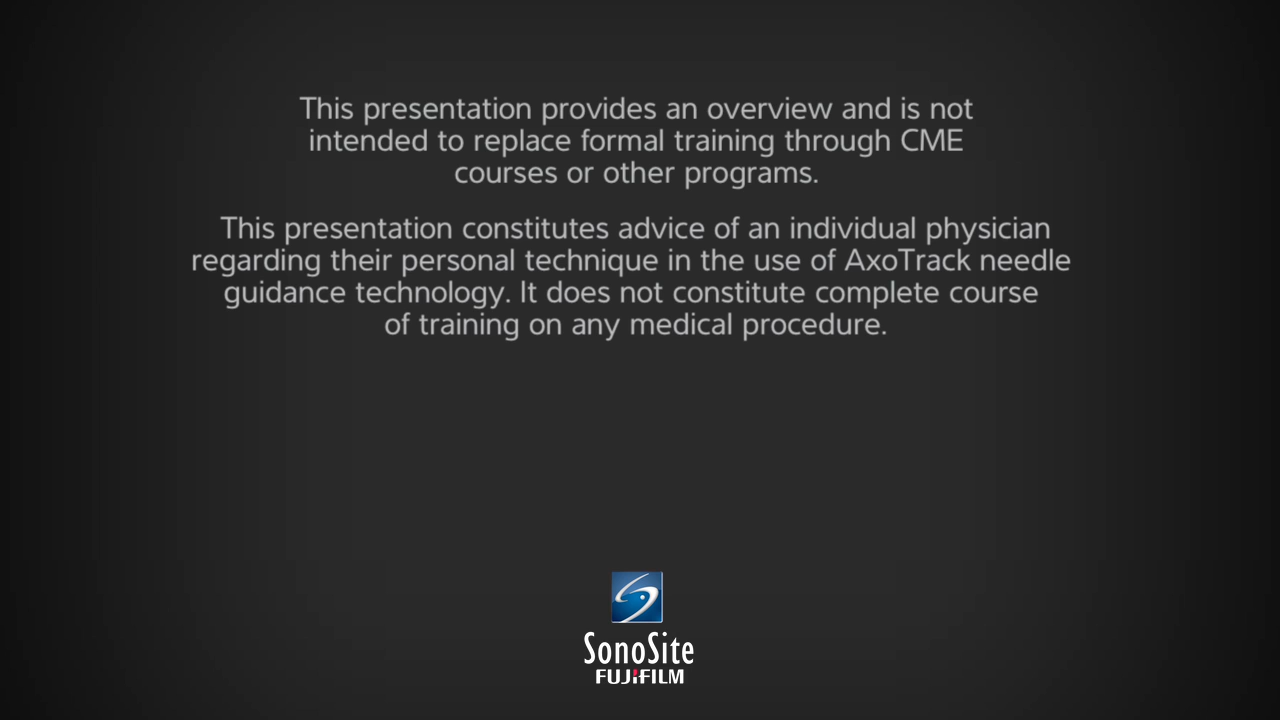 This presentation provides an overview and is not
intended to replace formal training through CME
courses or other programs.
This presentation constitutes advice of an individual physician
regarding their personal technique in the use of AxoTrack needle
guidance technology. It does not constitute complete course
of training on any medical procedure.
SonoSite
FUJIFILM